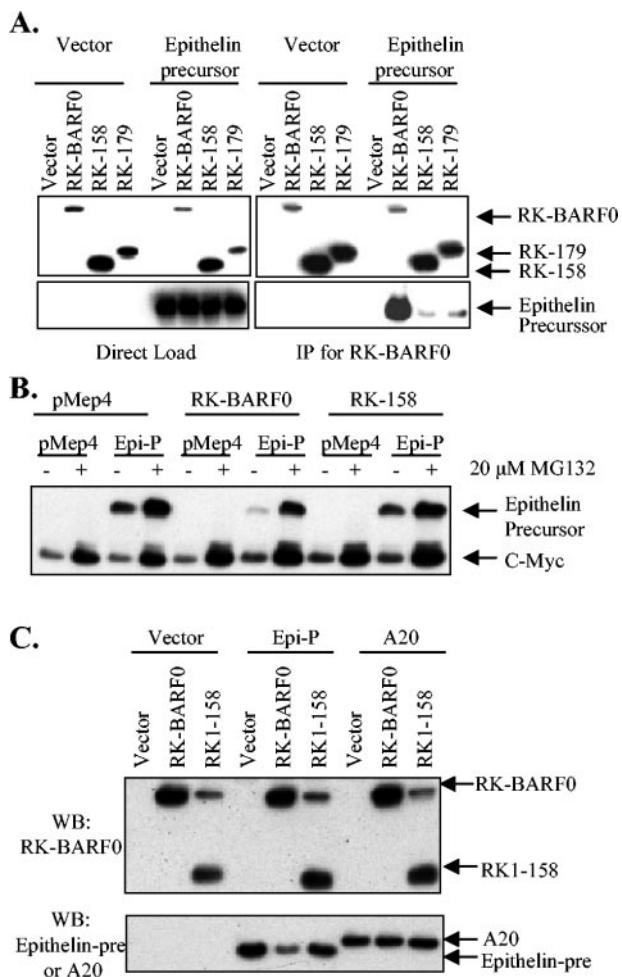 A.
Vector Epithelin precursor Vector Epithelin precursor
Vector RK-BARF0 RK-158 RK-179 Vector RK-BARF0 RK-158 RK-179 Vector RK-BARF0 RK-158 RK-179 Vector RK-BARF0 RK-158 RK-179
RK-BARF0
RK-179
RK-158
Epithelin
Precurssor
Direct Load IP for RK-BARF0
B.
pMep4 RK-BARF0 RK-158
pMep4 Epi-P pMep4 Epi-P pMep4 Epi-P
- + - + - + - + - + - + 20 µM MG132
Epithelin
Precursor
C-Myc
C.
Vector Epi-P A20
Vector RK-BARF0 RK1-158 Vector RK-BARF0 RK1-158 Vector RK-BARF0 RK1-158
RK-BARF0
WB:
RK-BARF0
RK1-158
WB:
Epithelin-pre
or A20
A20
Epithelin-pre